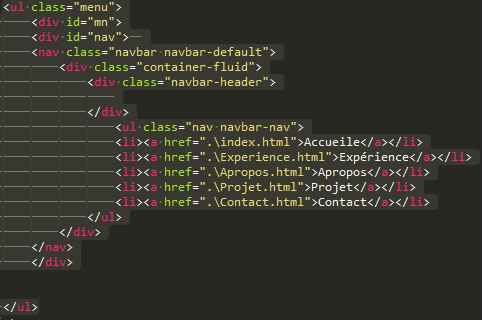 <ul class="menu">
<div id="mn">
<div id="nav">
<nav class="navbar navbar-default">
<div class="container-fluid">
<div class="navbar-header">
</div>
<ul class="nav navbar-nav">
<li><a href=".\index.html">Accueile</a></li>
<li><a href=".\Experience.html">Expérience</a></li>
<li><a href=".\Apropos.html">Apropos</a></li>
<li><a href=".\Projet.html">Projet</a></li>
<li><a href=".\Contact.html">Contact</a></li>
</ul>
</div>
</nav>
</div>
</ul>